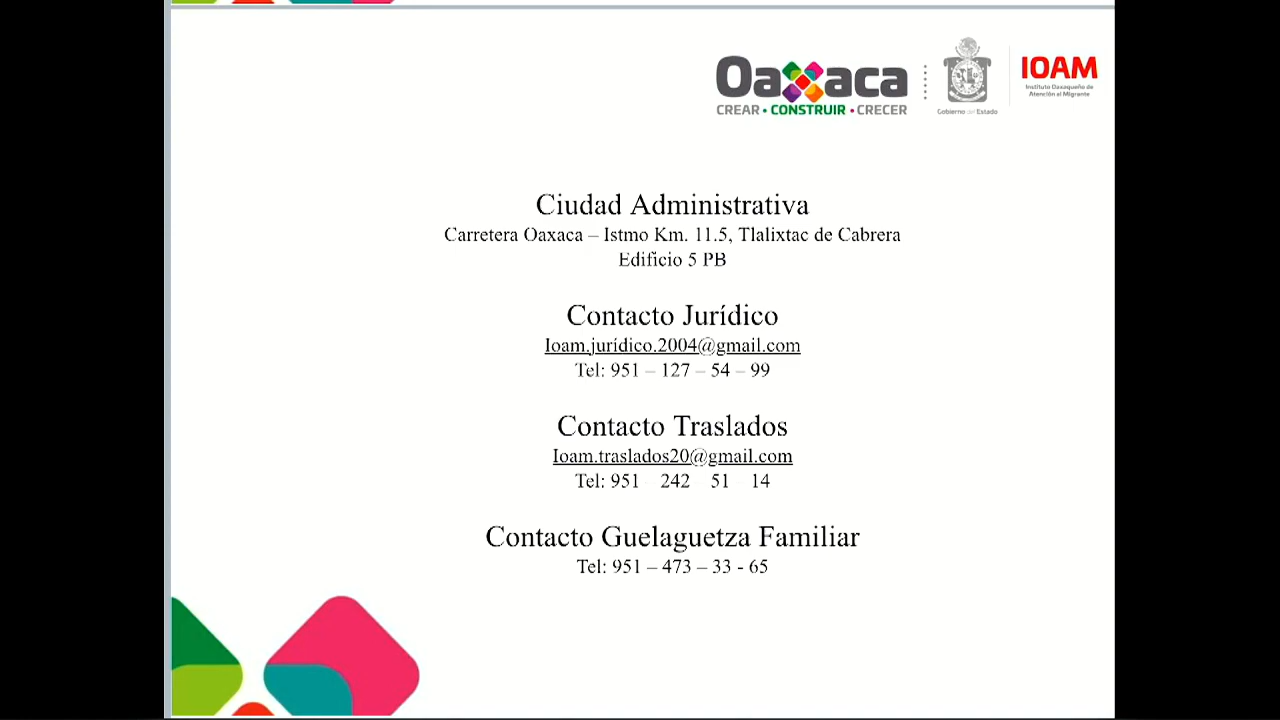 Oaxaca
CREAR • CONSTRUIR • CRECER
Gobierno del Estado
IOAM
Instituto Oaxaqueño de
Atención al Migrante
Ciudad Administrativa
Carretera Oaxaca – Istmo Km. 11.5, Tlalixtac de Cabrera
Edificio 5 PB
Contacto Jurídico
Ioam.jurídico.2004@gmail.com
Tel: 951 – 127 – 54 – 99
Contacto Traslados
Ioam.traslados20@gmail.com
Tel: 951 – 242 – 51 – 14
Contacto Guelaguetza Familiar
Tel: 951 – 473 – 33 - 65